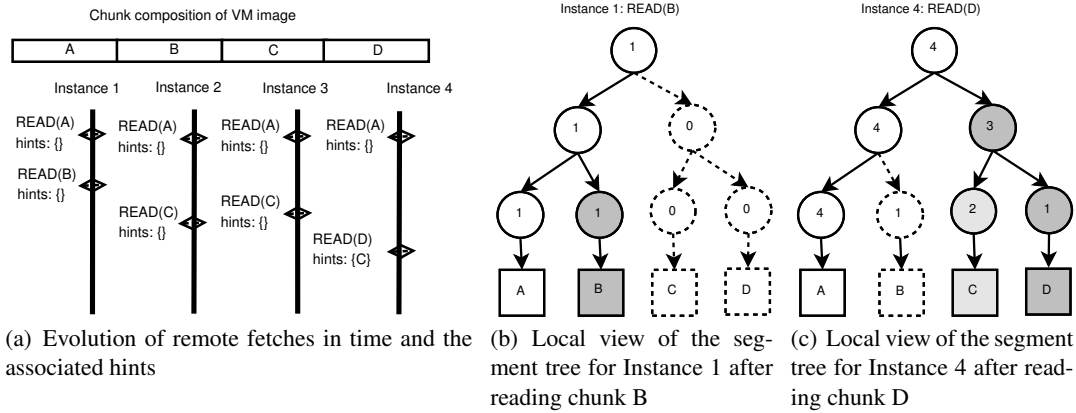 Chunk composition of VM image
A B C D
Instance 1 Instance 2 Instance 3 Instance 4
READ(A) READ(A) READ(A) READ(A)
hints: {} hints: {} hints: {} hints: {}
READ(B)
hints: {}
READ(C) READ(C)
hints: {} hints: {}
READ(D)
hints: {C}
(a) Evolution of remote fetches in time and the
associated hints
Instance 1: READ(B)
1
1 0
1 1 0 0
A B C D
(b) Local view of the seg-
ment tree for Instance 1 after
reading chunk B
Instance 4: READ(D)
4
4 3
4 1 2 1
A B C D
(c) Local view of the segment
tree for Instance 4 after read-
ing chunk D